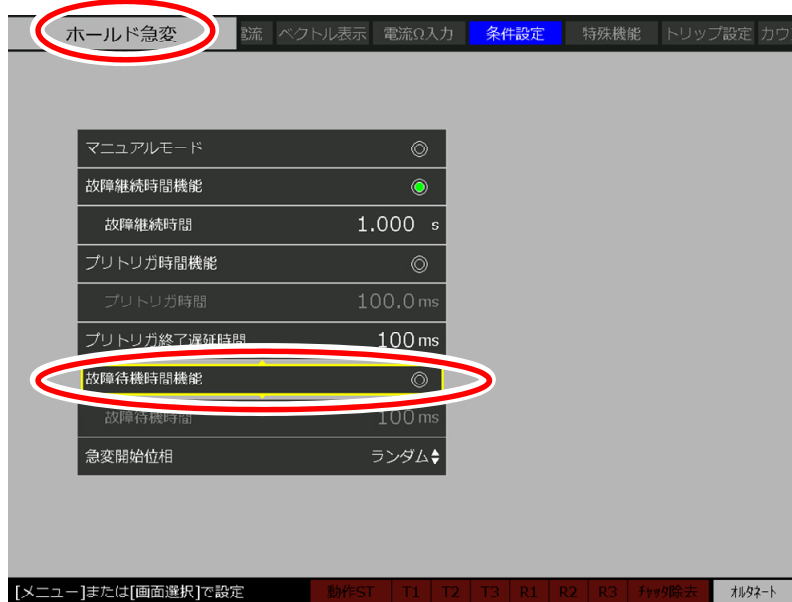 ホールド急変 電流 ベクトル表示 電流Ω入力 条件設定 特殊機能 トリップ設定 カウ
マニュアルモード
故障継続時間機能
故障継続時間 1.000 s
プリトリガ時間機能
プリトリガ時間 100.0 ms
プリトリガ終了遅延時間 100 ms
故障待機時間機能
故障待機時間 100 ms
急変開始位相 ランダム
[メニュー]または[画面選択]で設定 動作ST T1 T2 T3 R1 R2 R3 ﾁｬﾀ除去 ｵﾙﾀﾈｰﾄ